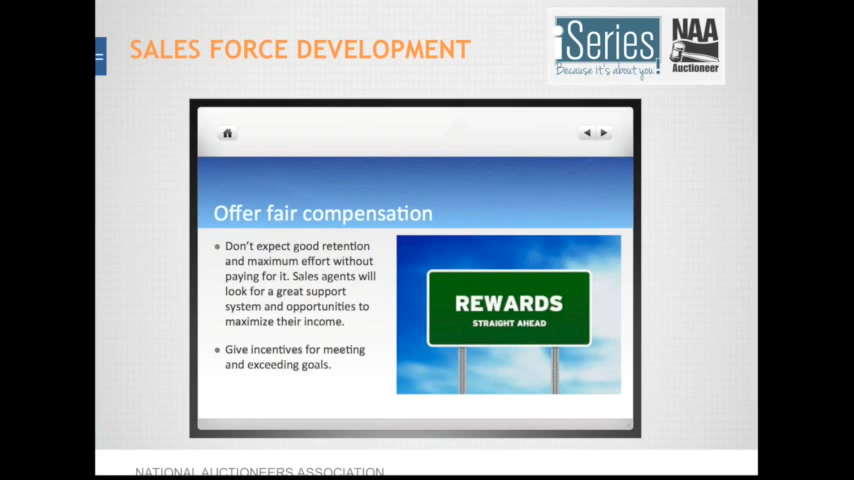 SALES FORCE DEVELOPMENT
iSeries
Because it's about you!
NAA
Auctioneer
Offer fair compensation
Don't expect good retention
and maximum effort without
paying for it. Sales agents will
look for a great support
system and opportunities to
maximize their income.
Give incentives for meeting
and exceeding goals.
REWARDS
STRAIGHT AHEAD
NATIONAL AUCTIONEERS ASSOCIATION